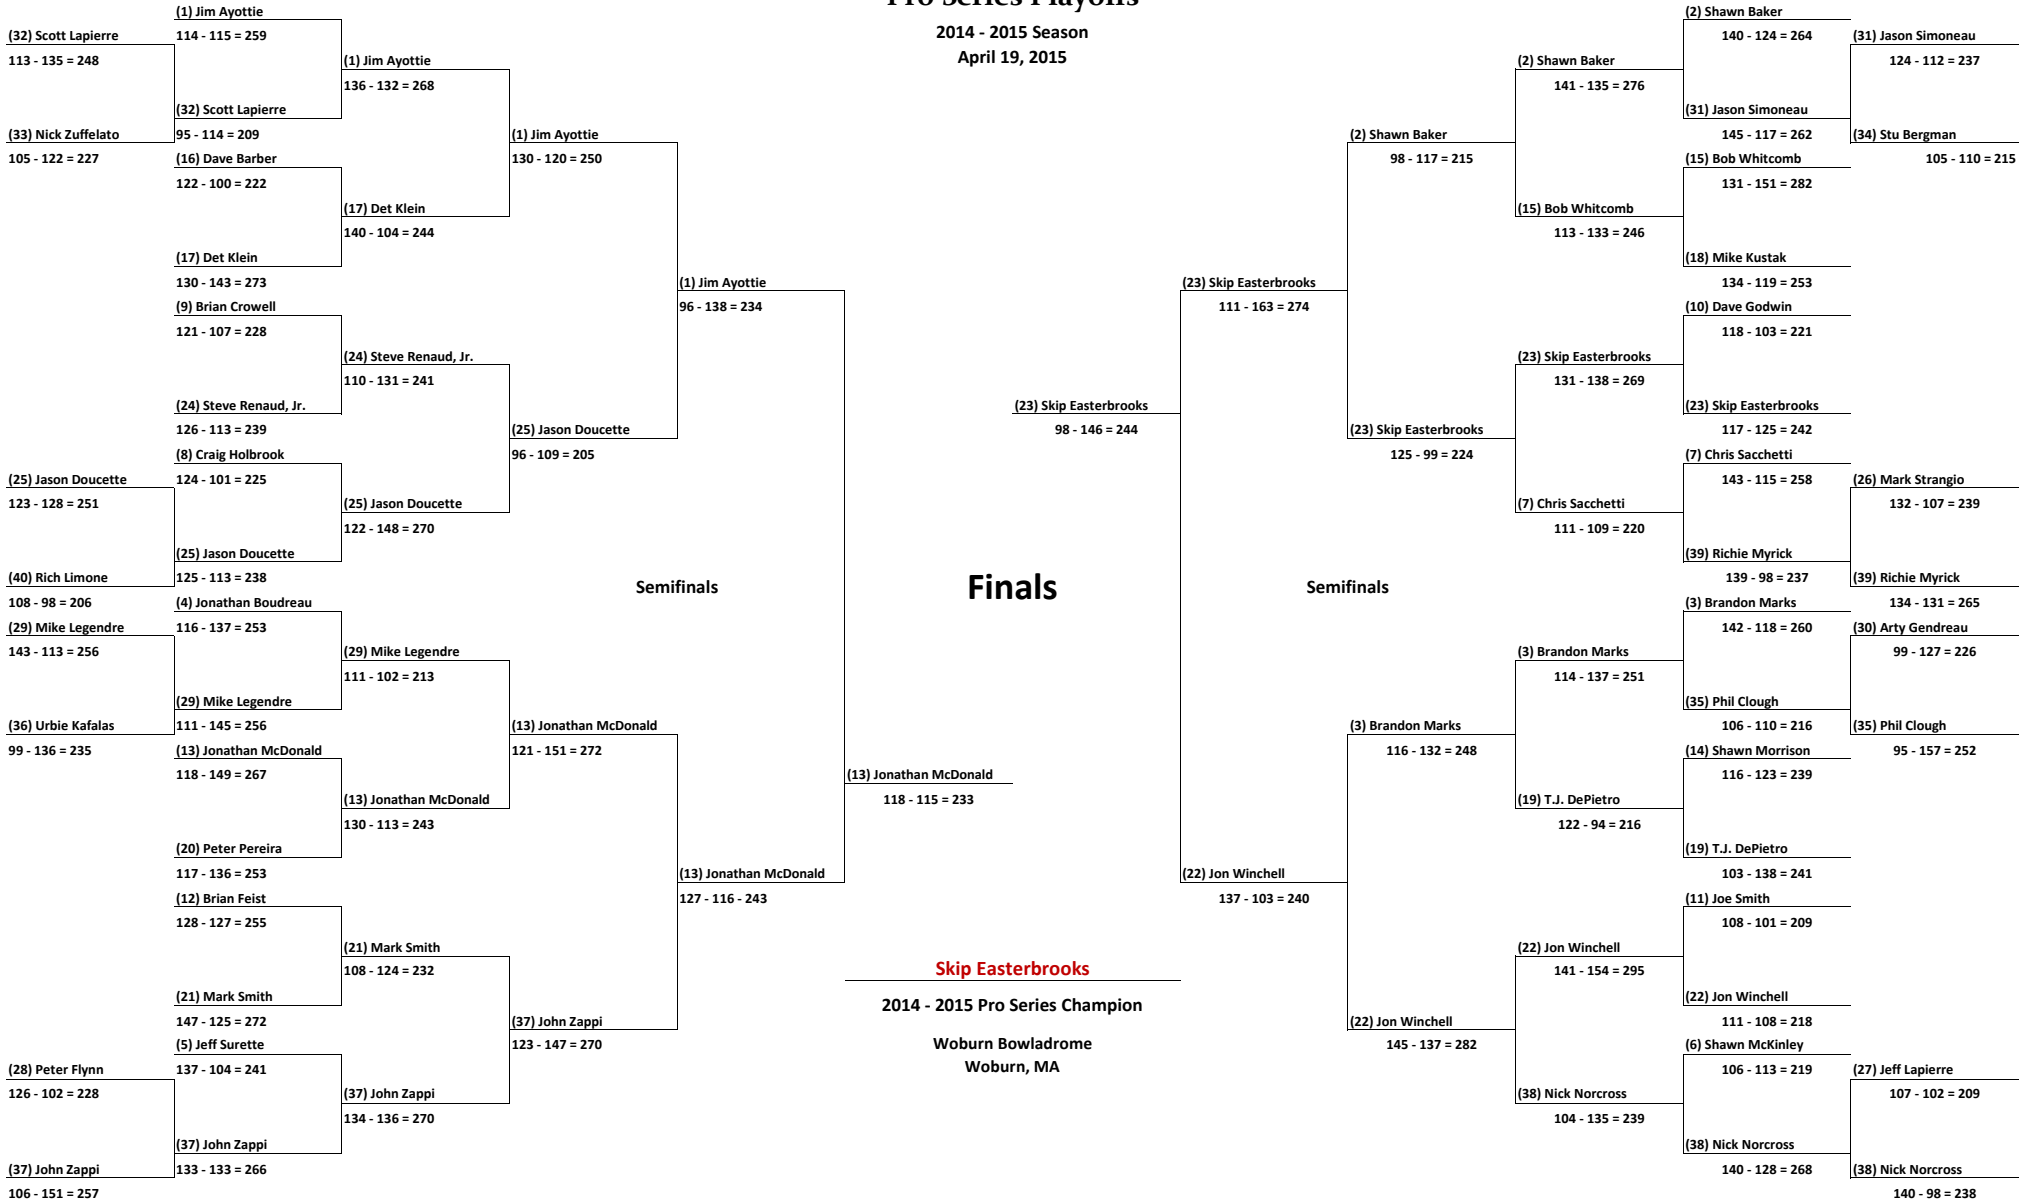 Pro Series Playoffs
2014 - 2015 Season
April 19, 2015
(32) Scott Lapierre
113 - 135 = 248
(33) Nick Zuffelato
105 - 122 = 227
(25) Jason Doucette
123 - 128 = 251
(40) Rich Limone
108 - 98 = 206
(29) Mike Legendre
143 - 113 = 256
(36) Urbie Kafalas
99 - 136 = 235
(28) Peter Flynn
126 - 102 = 228
(37) John Zappi
106 - 151 = 257
(1) Jim Ayottie
114 - 115 = 259
(32) Scott Lapierre
95 - 114 = 209
(16) Dave Barber
122 - 100 = 222
(17) Det Klein
130 - 143 = 273
(9) Brian Crowell
121 - 107 = 228
(24) Steve Renaud, Jr.
126 - 113 = 239
(8) Craig Holbrook
124 - 101 = 225
(25) Jason Doucette
125 - 113 = 238
(4) Jonathan Boudreau
116 - 137 = 253
(29) Mike Legendre
111 - 145 = 256
(13) Jonathan McDonald
118 - 149 = 267
(20) Peter Pereira
117 - 136 = 253
(12) Brian Feist
128 - 127 = 255
(21) Mark Smith
147 - 125 = 272
(5) Jeff Surette
137 - 104 = 241
(37) John Zappi
133 - 133 = 266
(1) Jim Ayottie
136 - 132 = 268
(17) Det Klein
140 - 104 = 244
(24) Steve Renaud, Jr.
110 - 131 = 241
(25) Jason Doucette
122 - 148 = 270
(29) Mike Legendre
111 - 102 = 213
(13) Jonathan McDonald
130 - 113 = 243
(21) Mark Smith
108 - 124 = 232
(37) John Zappi
134 - 136 = 270
(1) Jim Ayottie
130 - 120 = 250
(25) Jason Doucette
96 - 109 = 205
(13) Jonathan McDonald
121 - 151 = 272
(37) John Zappi
123 - 147 = 270
(1) Jim Ayottie
96 - 138 = 234
Semifinals
(13) Jonathan McDonald
127 - 116 - 243
(13) Jonathan McDonald
118 - 115 = 233
Finals
Skip Easterbrooks
2014 - 2015 Pro Series Champion
Woburn Bowladrome
Woburn, MA
(23) Skip Easterbrooks
98 - 146 = 244
(23) Skip Easterbrooks
111 - 163 = 274
Semifinals
(22) Jon Winchell
137 - 103 = 240
(2) Shawn Baker
98 - 117 = 215
(23) Skip Easterbrooks
125 - 99 = 224
(3) Brandon Marks
116 - 132 = 248
(22) Jon Winchell
145 - 137 = 282
(2) Shawn Baker
141 - 135 = 276
(15) Bob Whitcomb
113 - 133 = 246
(23) Skip Easterbrooks
131 - 138 = 269
(7) Chris Sacchetti
111 - 109 = 220
(3) Brandon Marks
114 - 137 = 251
(19) T.J. DePietro
122 - 94 = 216
(22) Jon Winchell
141 - 154 = 295
(38) Nick Norcross
104 - 135 = 239
(2) Shawn Baker
140 - 124 = 264
(31) Jason Simoneau
145 - 117 = 262
(15) Bob Whitcomb
131 - 151 = 282
(18) Mike Kustak
134 - 119 = 253
(10) Dave Godwin
118 - 103 = 221
(23) Skip Easterbrooks
117 - 125 = 242
(7) Chris Sacchetti
143 - 115 = 258
(39) Richie Myrick
139 - 98 = 237
(3) Brandon Marks
142 - 118 = 260
(35) Phil Clough
106 - 110 = 216
(14) Shawn Morrison
116 - 123 = 239
(19) T.J. DePietro
103 - 138 = 241
(11) Joe Smith
108 - 101 = 209
(22) Jon Winchell
111 - 108 = 218
(6) Shawn McKinley
106 - 113 = 219
(38) Nick Norcross
140 - 128 = 268
(31) Jason Simoneau
124 - 112 = 237
(34) Stu Bergman
105 - 110 = 215
(26) Mark Strangio
132 - 107 = 239
(39) Richie Myrick
134 - 131 = 265
(30) Arty Gendreau
99 - 127 = 226
(35) Phil Clough
95 - 157 = 252
(27) Jeff Lapierre
107 - 102 = 209
(38) Nick Norcross
140 - 98 = 238